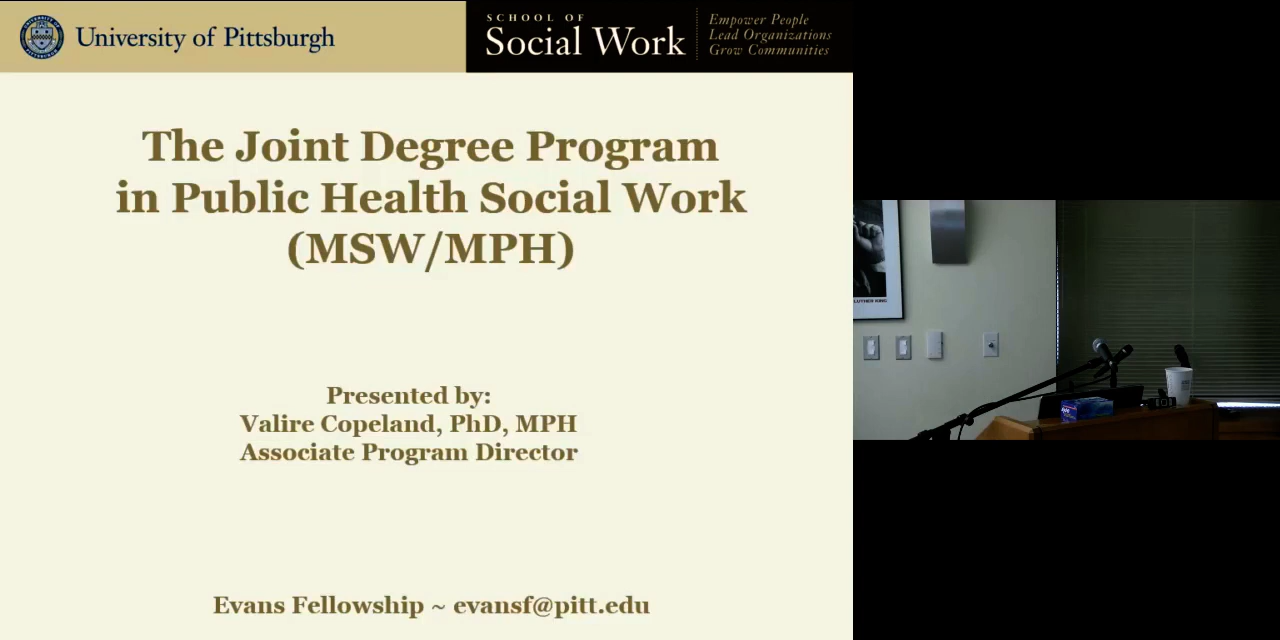 University of Pittsburgh
SCHOOL OF
Social Work
Empower People
Lead Organizations
Grow Communities
The Joint Degree Program
in Public Health Social Work
(MSW/MPH)
Presented by:
Valire Copeland, PhD, MPH
Associate Program Director
Evans Fellowship ~ evansf@pitt.edu
LUTHER KING